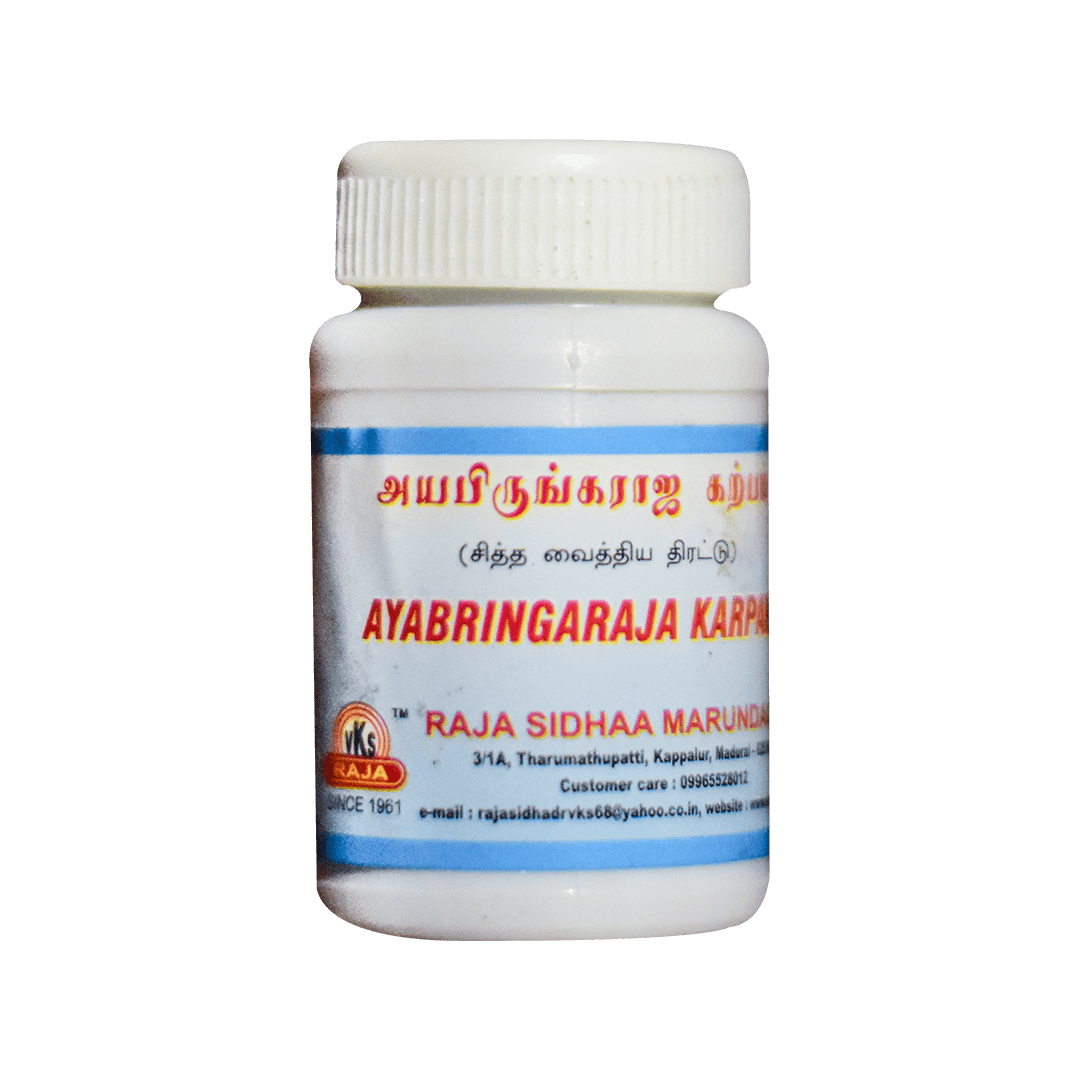 அயபிருங்கராஜ கற்ப
(சித்த வைத்திய திரட்டு)
AYABRINGARAJA KARPA
TM
RAJA SIDHAA MARUNDA
VKS
RAJA
SINCE 1961
3/1A, Tharumathupatti, Kappalur, Madurai -
Customer care : 09965528012
e-mail : rajasidhadrvks68@yahoo.co.in, website :